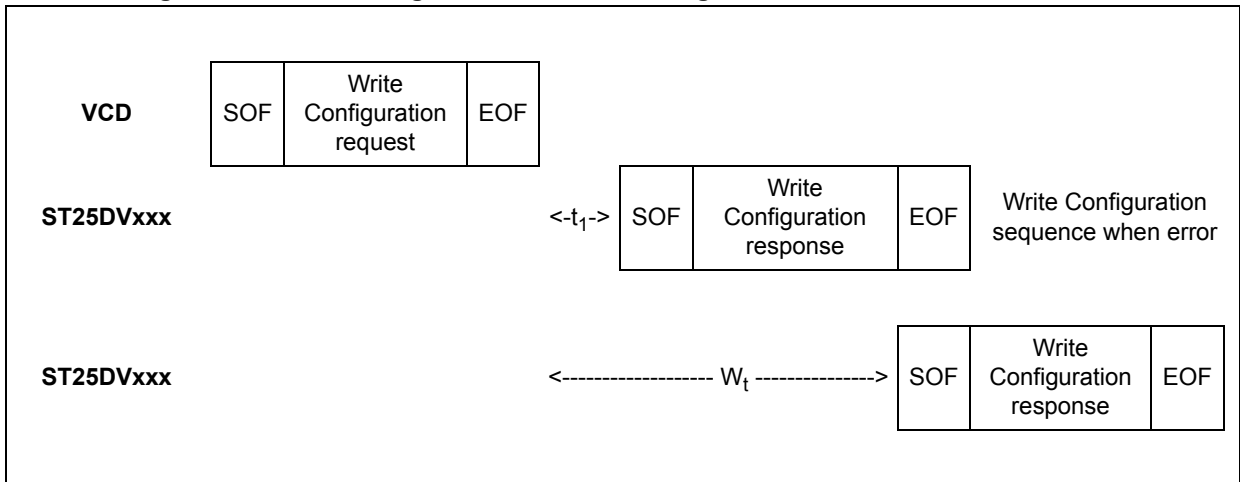 VCD
SOF
Write
Configuration
request
EOF
ST25DVxxx
<-t₁->
SOF
Write
Configuration
response
EOF
Write Configuration
sequence when error
ST25DVxxx
<------------------- Wₜ --------------->
SOF
Write
Configuration
response
EOF